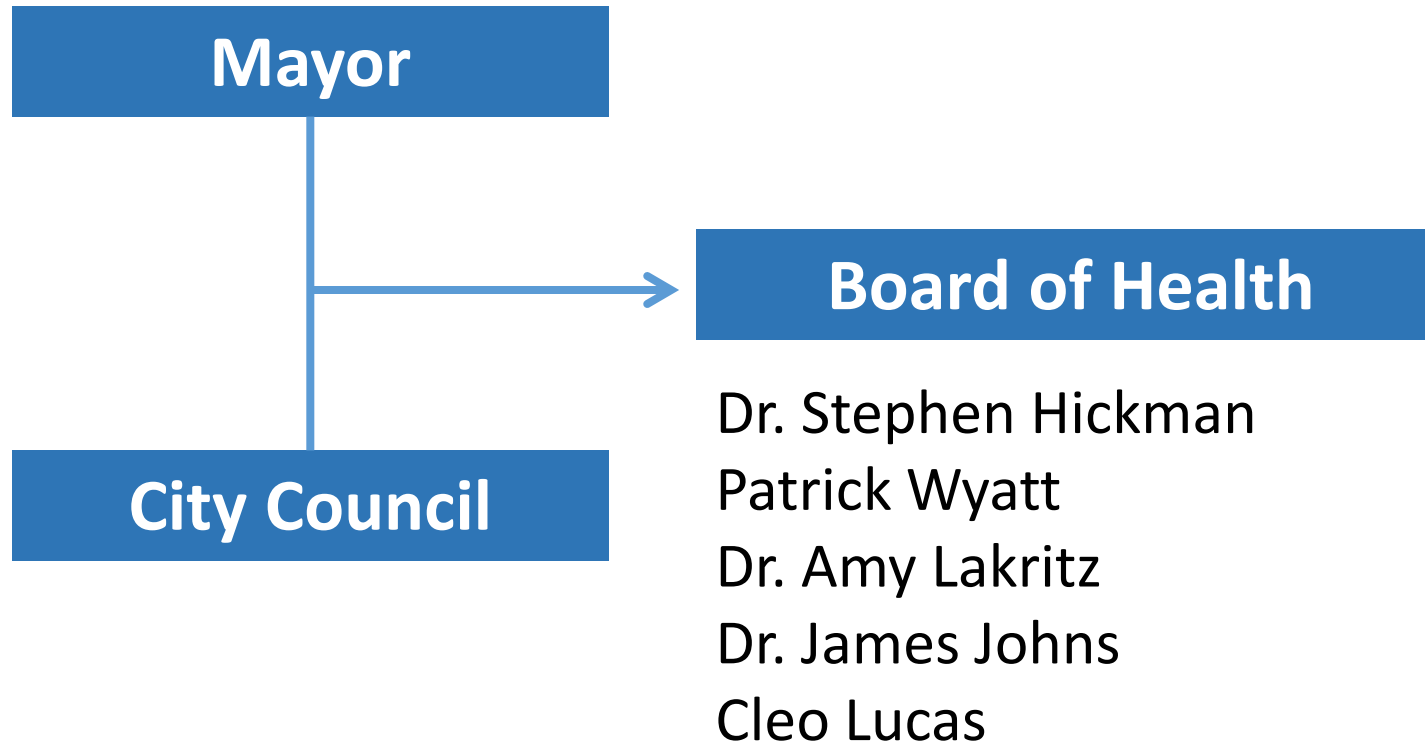 Mayor
Board of Health
City Council
Dr. Stephen Hickman
Patrick Wyatt
Dr. Amy Lakritz
Dr. James Johns
Cleo Lucas